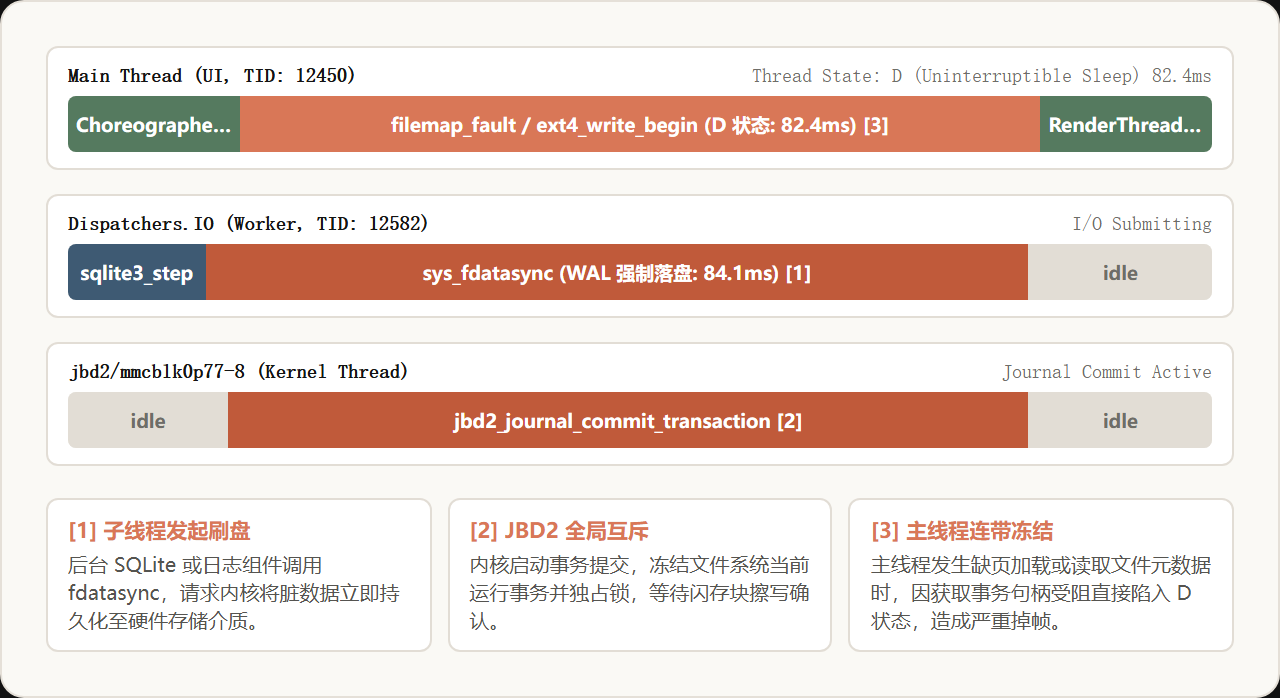 Main Thread (UI, TID: 12450)
Thread State: D (Uninterruptible Sleep) 82.4ms
Choreographe...
filemap_fault / ext4_write_begin (D 状态: 82.4ms) [3]
RenderThread...
Dispatchers.IO (Worker, TID: 12582)
I/O Submitting
sqlite3_step
sys_fdatasync (WAL 强制落盘: 84.1ms) [1]
idle
jbd2/mmcblk0p77-8 (Kernel Thread)
Journal Commit Active
idle
jbd2_journal_commit_transaction [2]
idle
[1] 子线程发起刷盘
后台 SQLite 或日志组件调用
fdatasync，请求内核将脏数据立即持
久化至硬件存储介质。
[2] JBD2 全局互斥
内核启动事务提交，冻结文件系统当前
运行事务并独占锁，等待闪存块擦写确
认。
[3] 主线程连带冻结
主线程发生缺页加载或读取文件元数据
时，因获取事务句柄受阻直接陷入 D
状态，造成严重掉帧。